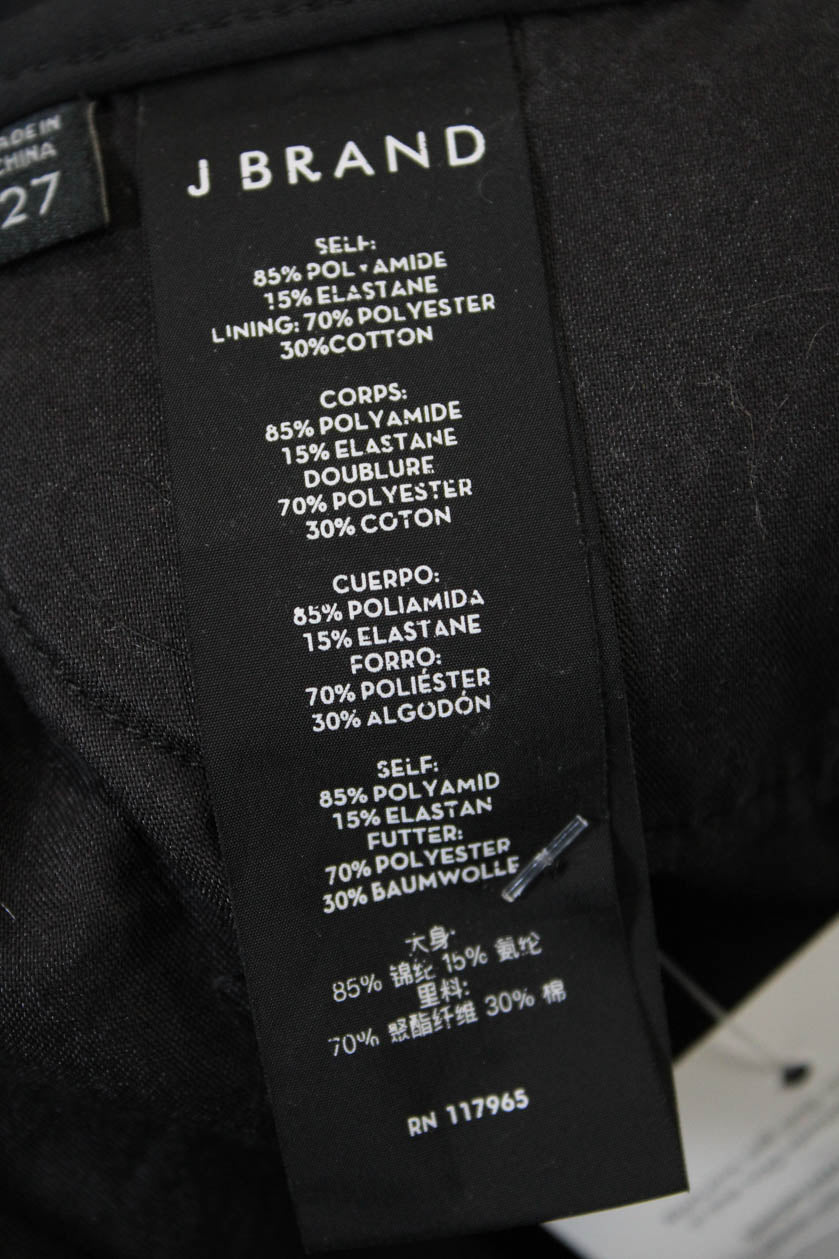 MADE IN
CHINA
27
J BRAND
SELF:
85% POLYAMIDE
15% ELASTANE
LINING: 70% POLYESTER
30%COTTON
CORPS:
85% POLYAMIDE
15% ELASTANE
DOUBLURE
70% POLYESTER
30% COTON
CUERPO:
85% POLIAMIDA
15% ELASTANE
FORRO:
70% POLIÉSTER
30% ALGODÓN
SELF:
85% POLYAMID
15% ELASTAN
FUTTER:
70% POLYESTER
30% BAUMWOLLE
大身:
85% 锦纶 15% 氨纶
里料:
70% 聚酯纤维 30% 棉
RN 117965